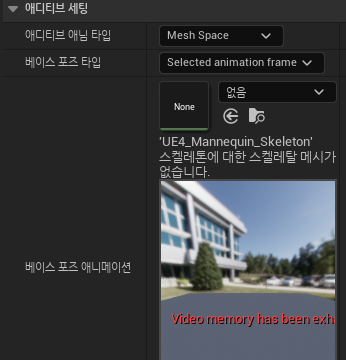 애디티브 세팅
애디티브 애님 타입
Mesh Space
베이스 포즈 타입
Selected animation frame
None
없음
'UE4_Mannequin_Skeleton'
스켈레톤에 대한 스켈레탈 메시가
없습니다.
베이스 포즈 애니메이션
Video memory has been exh